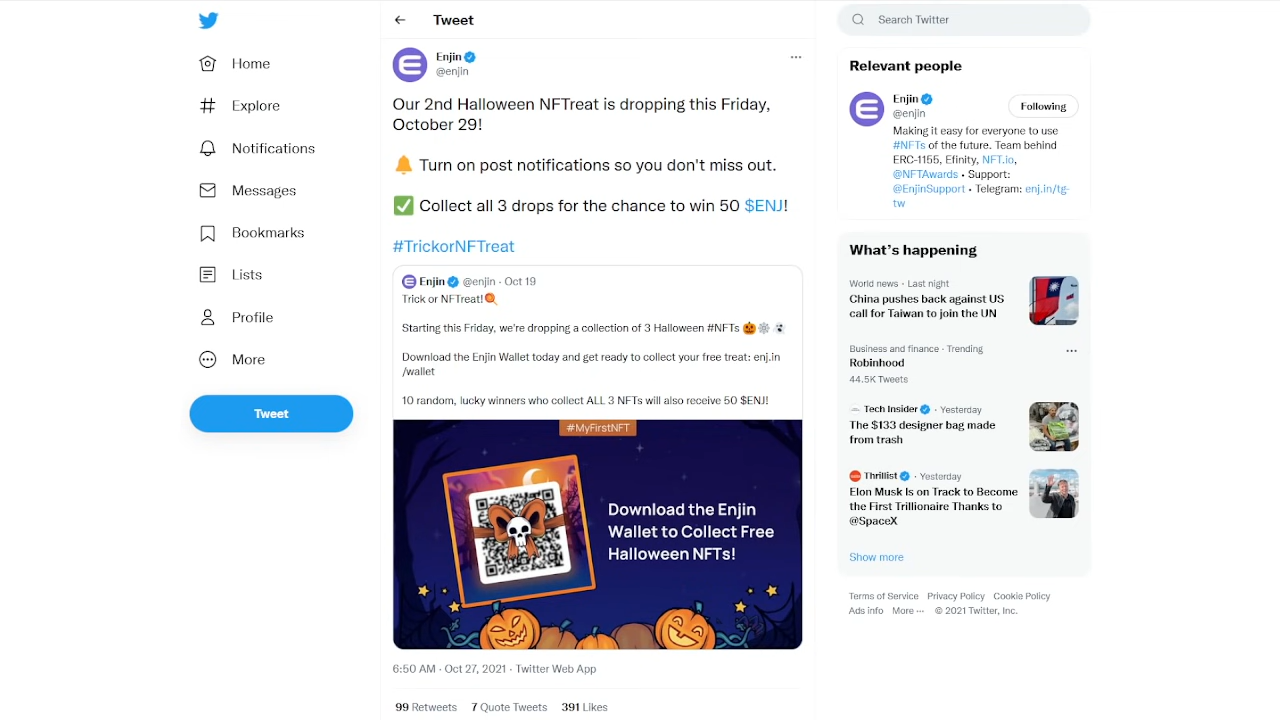 Home
Explore
Notifications
Messages
Bookmarks
Lists
Profile
More
Tweet
Tweet
Enjin
@enjin
Our 2nd Halloween NFTreat is dropping this Friday,
October 29!
Turn on post notifications so you don't miss out.
Collect all 3 drops for the chance to win 50 $ENJ!
#TrickorNFTreat
Enjin @enjin · Oct 19
Trick or NFTreat!
Starting this Friday, we're dropping a collection of 3 Halloween #NFTs
Download the Enjin Wallet today and get ready to collect your free treat: enj.in
/wallet
10 random, lucky winners who collect ALL 3 NFTs will also receive 50 $ENJ!
#MyFirstNFT
Download the Enjin
Wallet to Collect Free
Halloween NFTs!
6:50 AM · Oct 27, 2021 · Twitter Web App
99 Retweets 7 Quote Tweets 391 Likes
Search Twitter
Relevant people
Enjin
@enjin
Following
Making it easy for everyone to use
#NFTs of the future. Team behind
ERC-1155, Efinity, NFT.io,
@NFTAwards • Support:
@EnjinSupport • Telegram: enj.in/tg-
tw
What's happening
World news · Last night
China pushes back against US
call for Taiwan to join the UN
Business and finance · Trending
Robinhood
44.5K Tweets
Tech Insider · Yesterday
The $133 designer bag made
from trash
Thrillist · Yesterday
Elon Musk Is on Track to Become
the First Trillionaire Thanks to
@SpaceX
Show more
Terms of Service Privacy Policy Cookie Policy
Ads info More ··· © 2021 Twitter, Inc.